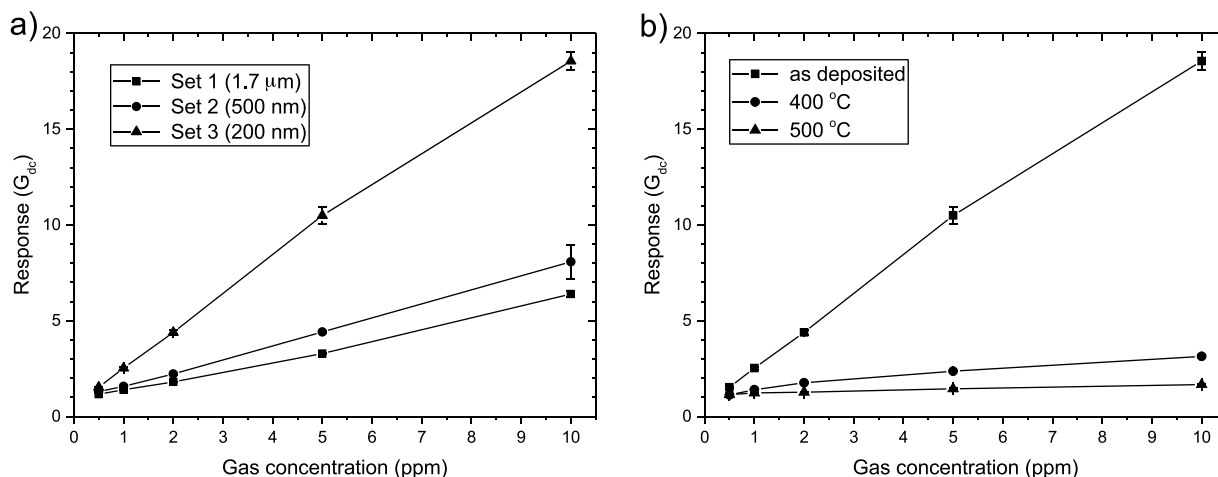 a)
Set 1 (1.7 μm)
Set 2 (500 nm)
Set 3 (200 nm)
Response (Gdc)
20
15
10
5
0
0 1 2 3 4 5 6 7 8 9 10
Gas concentration (ppm)
b)
as deposited
400 °C
500 °C
Response (Gdc)
20
15
10
5
0
0 1 2 3 4 5 6 7 8 9 10
Gas concentration (ppm)